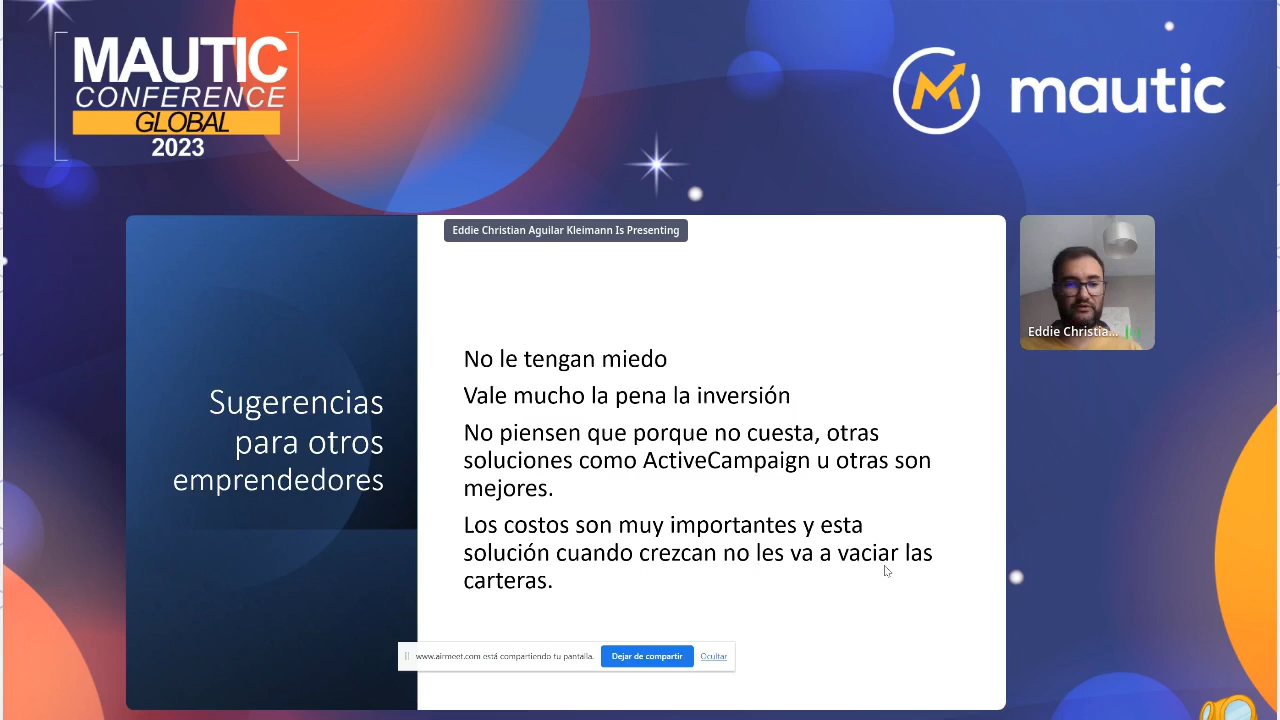 MAUTIC
CONFERENCE
GLOBAL
2023
mautic
Eddie Christian Aguilar Kleimann Is Presenting
Eddie Christia...
Sugerencias
para otros
emprendedores
No le tengan miedo
Vale mucho la pena la inversión
No piensen que porque no cuesta, otras
soluciones como ActiveCampaign u otras son
mejores.
Los costos son muy importantes y esta
solución cuando crezcan no les va a vaciar las
carteras.
www.airmeet.com está compartiendo tu pantalla.
Dejar de compartir
Ocultar